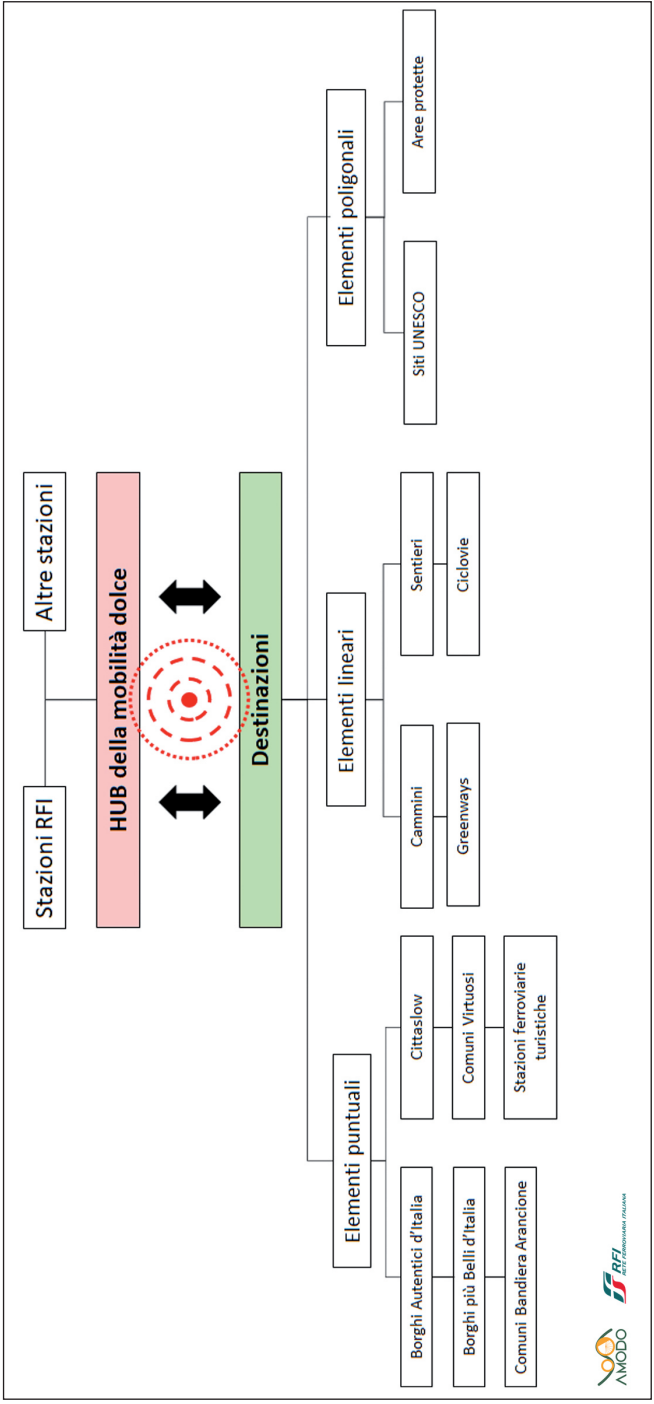 Stazioni RFI
Altre stazioni
HUB della mobilità dolce
Destinazioni
Elementi puntuali
Elementi lineari
Elementi poligonali
Borghi Autentici d’Italia
Borghi più Belli d’Italia
Comuni Bandiera Arancione
Cittaslow
Comuni Virtuosi
Stazioni ferroviarie
turistiche
Cammini
Greenways
Sentieri
Ciclovie
Siti UNESCO
Aree protette
AMODO
RFI
RETE FERROVIARIA ITALIANA